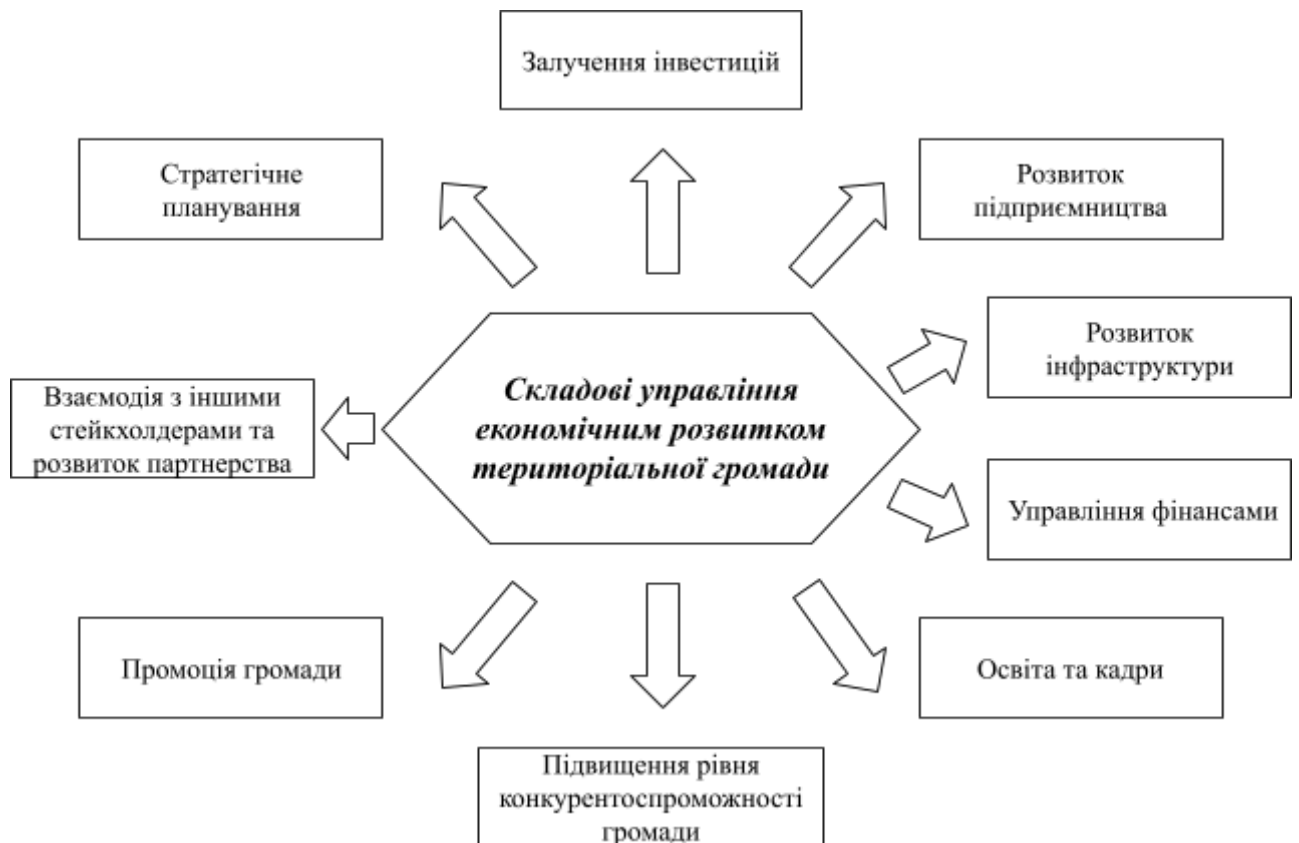 Залучення інвестицій
Стратегічне
планування
Розвиток
підприємництва
Розвиток
інфраструктури
Складові управління
економічним розвитком
територіальної громади
Взаємодія з іншими
стейкхолдерами та
розвиток партнерства
Управління фінансами
Промоція громади
Освіта та кадри
Підвищення рівня
конкурентоспроможності
громади